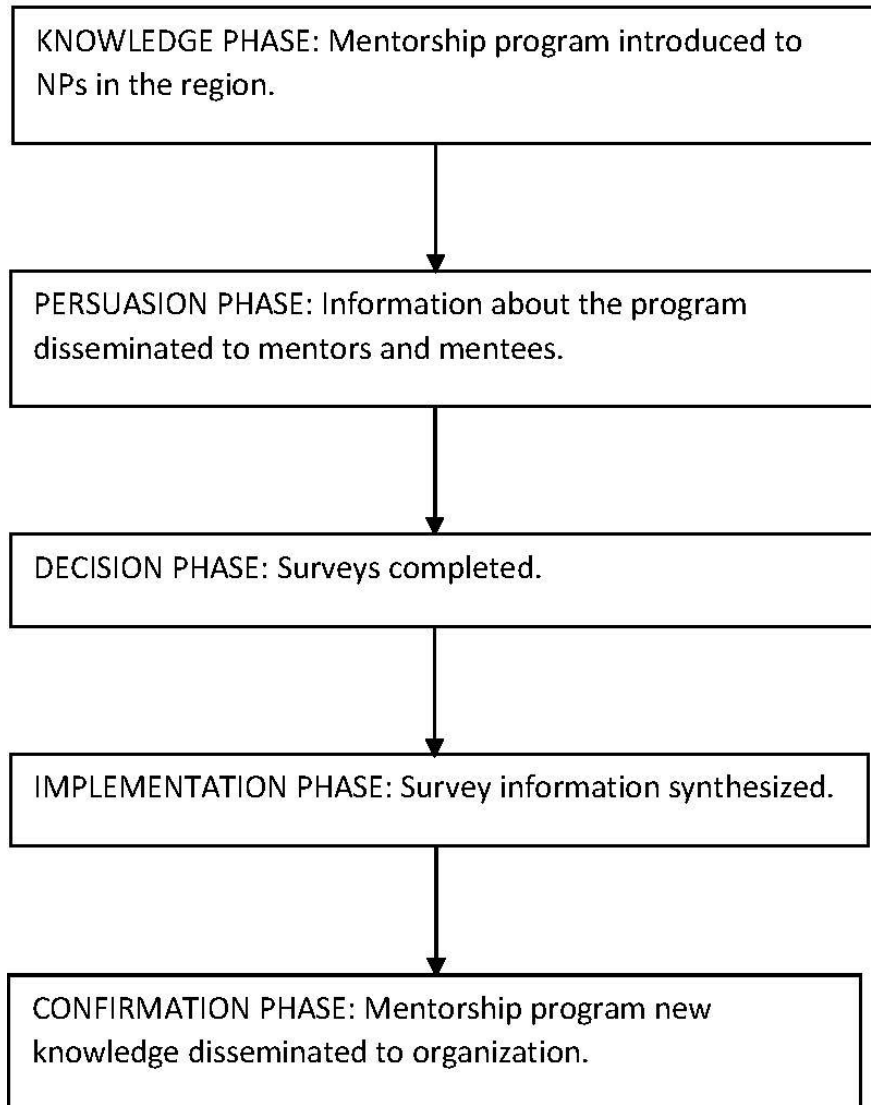 KNOWLEDGE PHASE: Mentorship program introduced to
NPs in the region.
PERSUASION PHASE: Information about the program
disseminated to mentors and mentees.
DECISION PHASE: Surveys completed.
IMPLEMENTATION PHASE: Survey information synthesized.
CONFIRMATION PHASE: Mentorship program new
knowledge disseminated to organization.